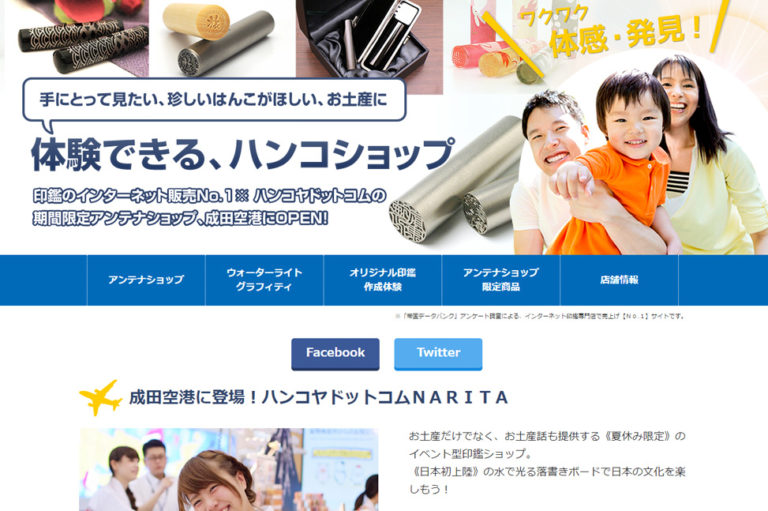 ワクワク
体感・発見！
手にとって見たい、珍しいはんこがほしい、お土産に
体験できる、ハンコショップ
印鑑のインターネット販売No.1※ ハンコヤドットコムの
期間限定アンテナショップ、成田空港にOPEN!
アンテナショップ
ウォーターライト
グラフィティ
オリジナル印鑑
作成体験
アンテナショップ
限定商品
店舗情報
※「帝国データバンク」アンケート調査による、インターネット印鑑専門店で売上げ【No.1】サイトです。
Facebook
Twitter
成田空港に登場！ハンコヤドットコムＮＡＲＩＴＡ
お土産だけでなく、お土産話も提供する《夏休み限定》の
イベント型印鑑ショップ。
《日本初上陸》の水で光る落書きボードで日本の文化を楽
しもう！